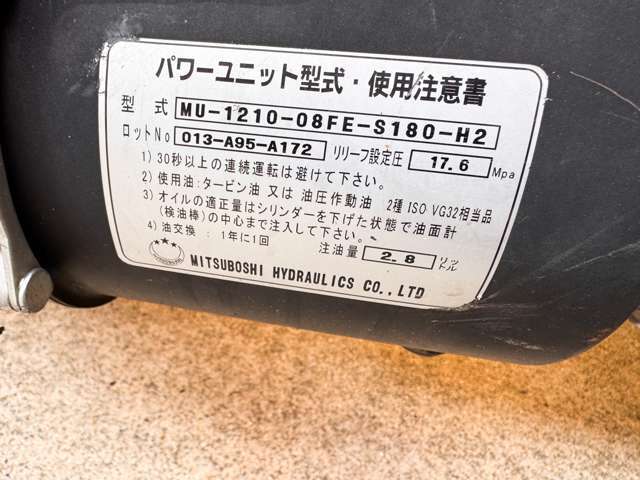 パワーユニット型式・使用注意書
型式 MU-1210-08FE-S180-H2
ロットNo 013-A95-A172 リリーフ設定圧 17.6 Mpa
1) 30秒以上の連続運転は避けて下さい。
2) 使用油:タービン油 又は 油圧作動油 2種 ISO VG32相当品
3) オイルの適正量はシリンダーを下げた状態で油面計
(検油棒)の中心まで注入して下さい。
4) 油交換 : 1年に1回 注油量 2.8 リットル
MITSUBOSHI HYDRAULICS CO.,LTD